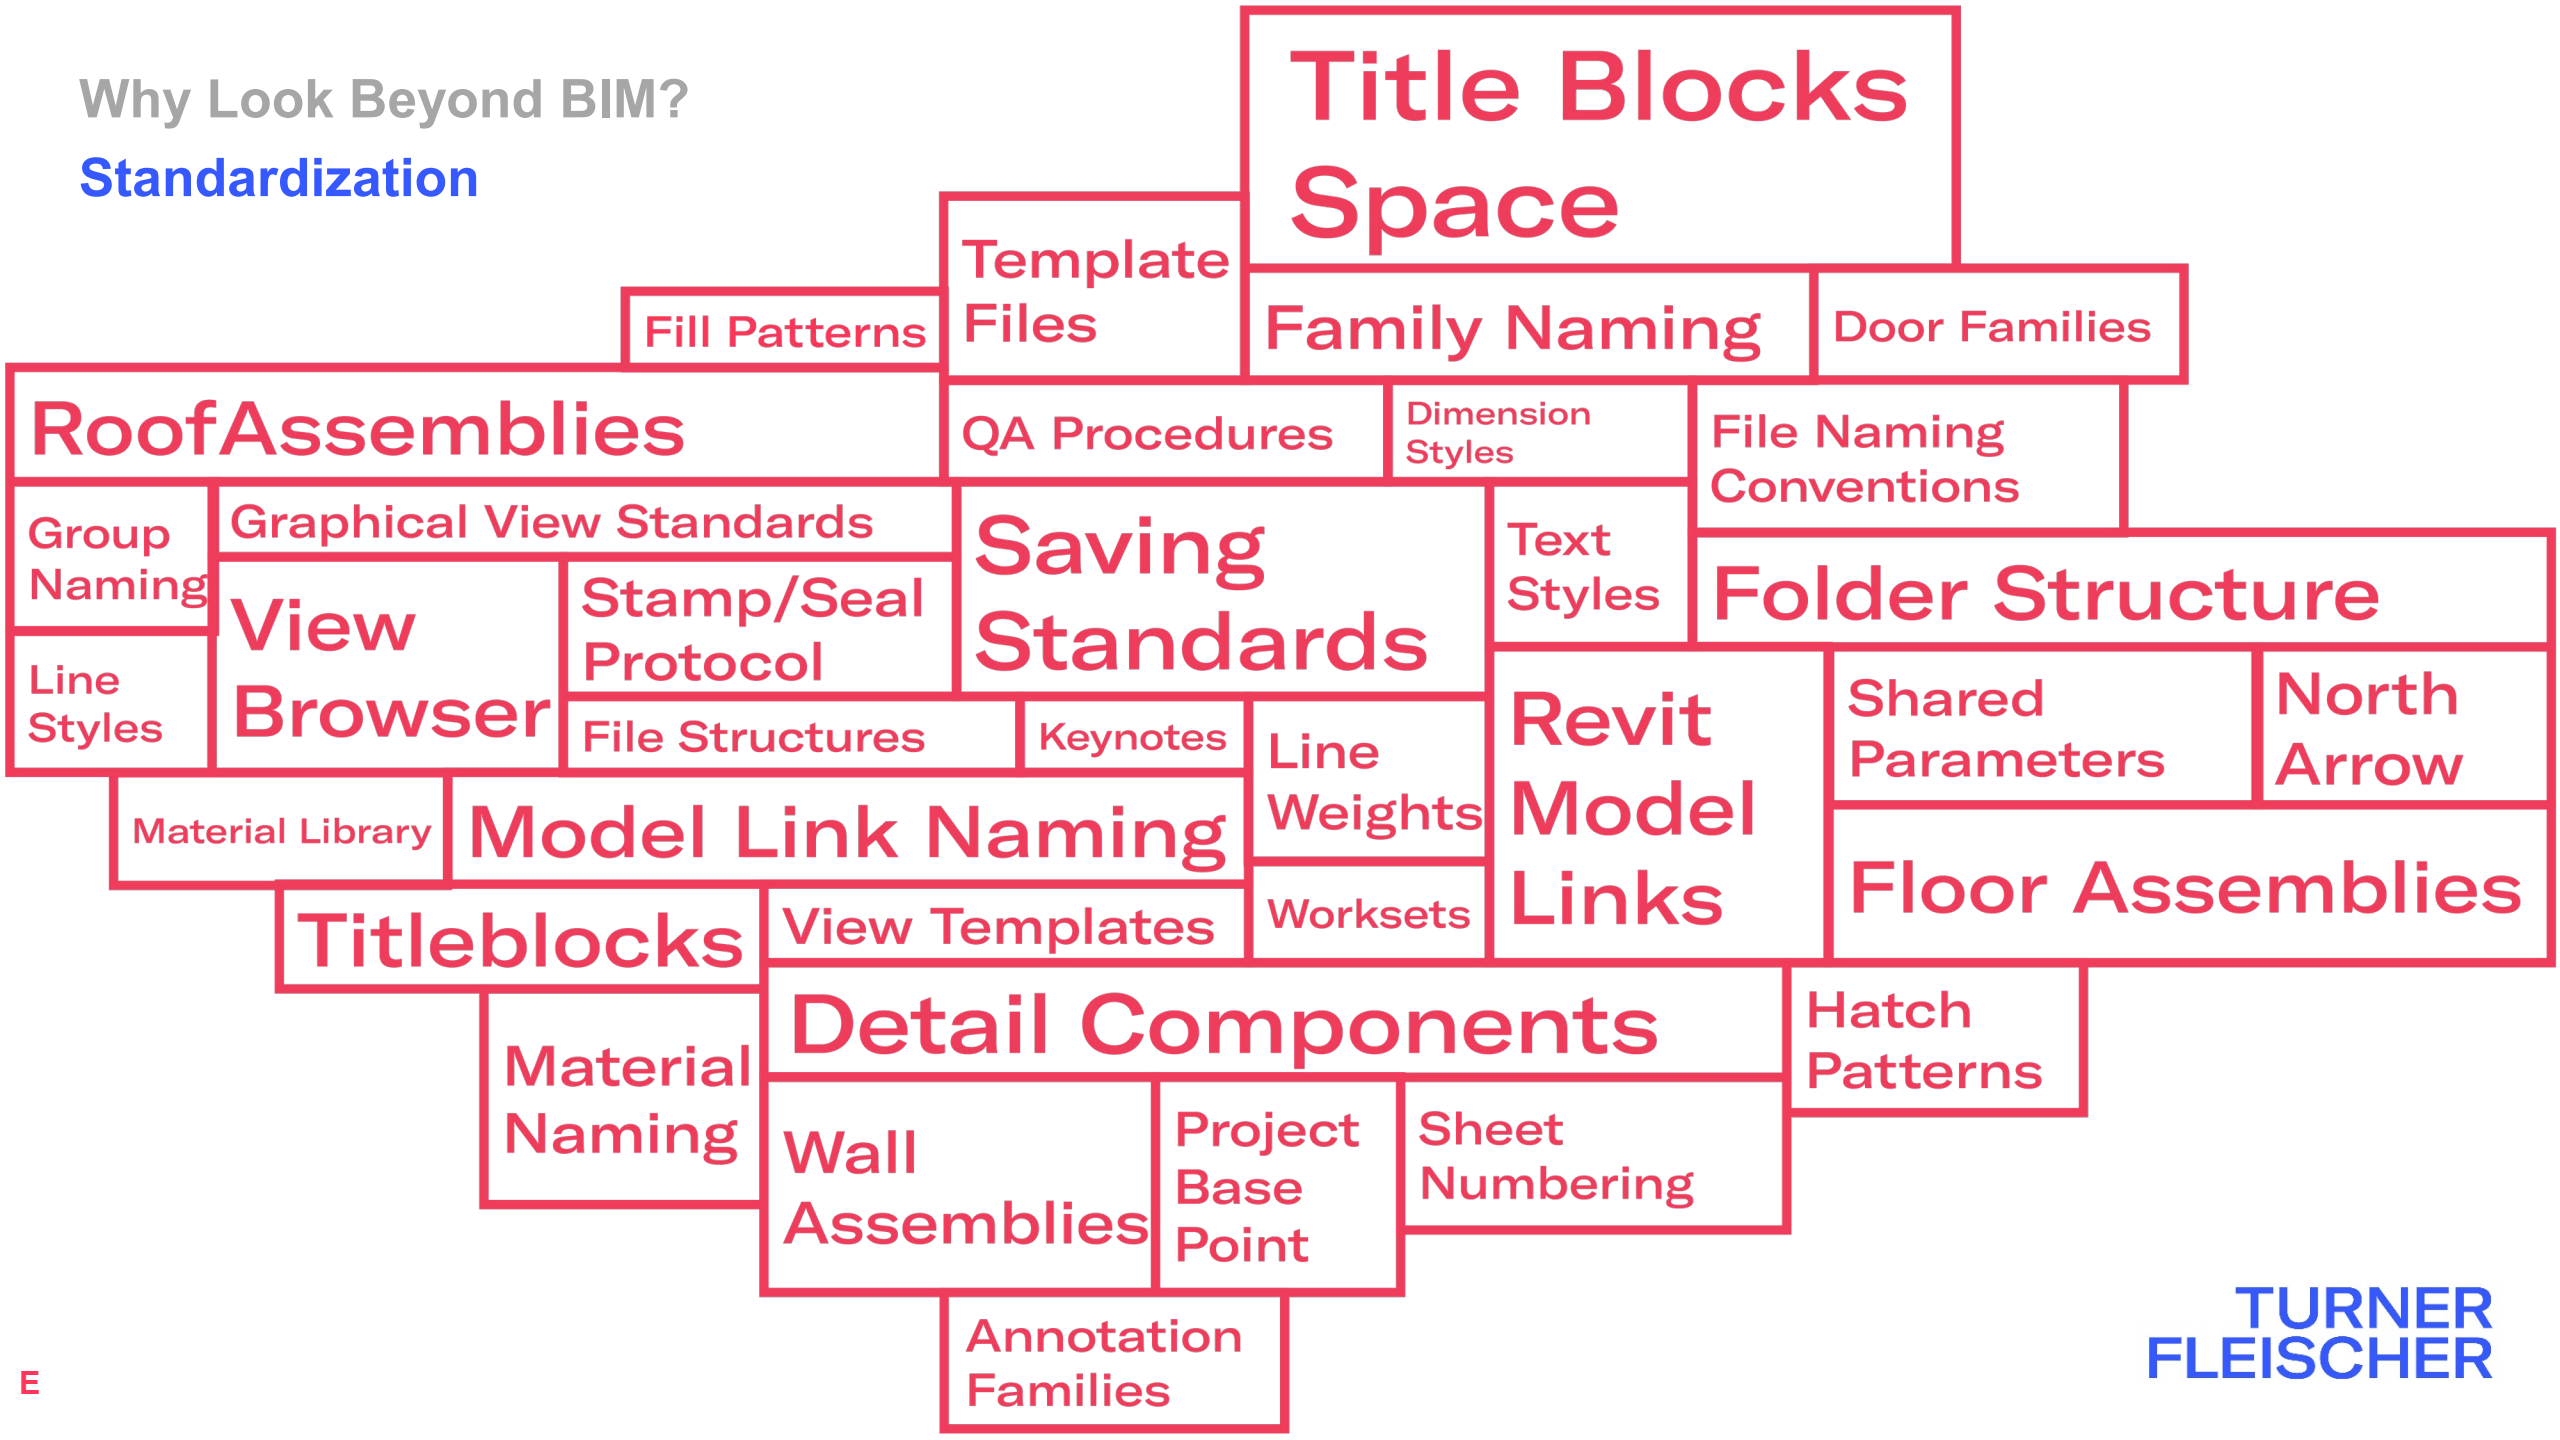 Why Look Beyond BIM?
Standardization
Title Blocks
Space
Template
Files
Fill Patterns
Family Naming
Door Families
RoofAssemblies
QA Procedures
Dimension
Styles
File Naming
Conventions
Group
Naming
Graphical View Standards
Saving
Standards
Text
Styles
Folder Structure
View
Browser
Stamp/Seal
Protocol
Line
Styles
File Structures
Keynotes
Line
Weights
Revit
Model
Links
Shared
Parameters
North
Arrow
Material Library
Model Link Naming
Floor Assemblies
Titleblocks
View Templates
Worksets
Detail Components
Hatch
Patterns
Material
Naming
Wall
Assemblies
Project
Base
Point
Sheet
Numbering
Annotation
Families
TURNER
FLEISCHER
E